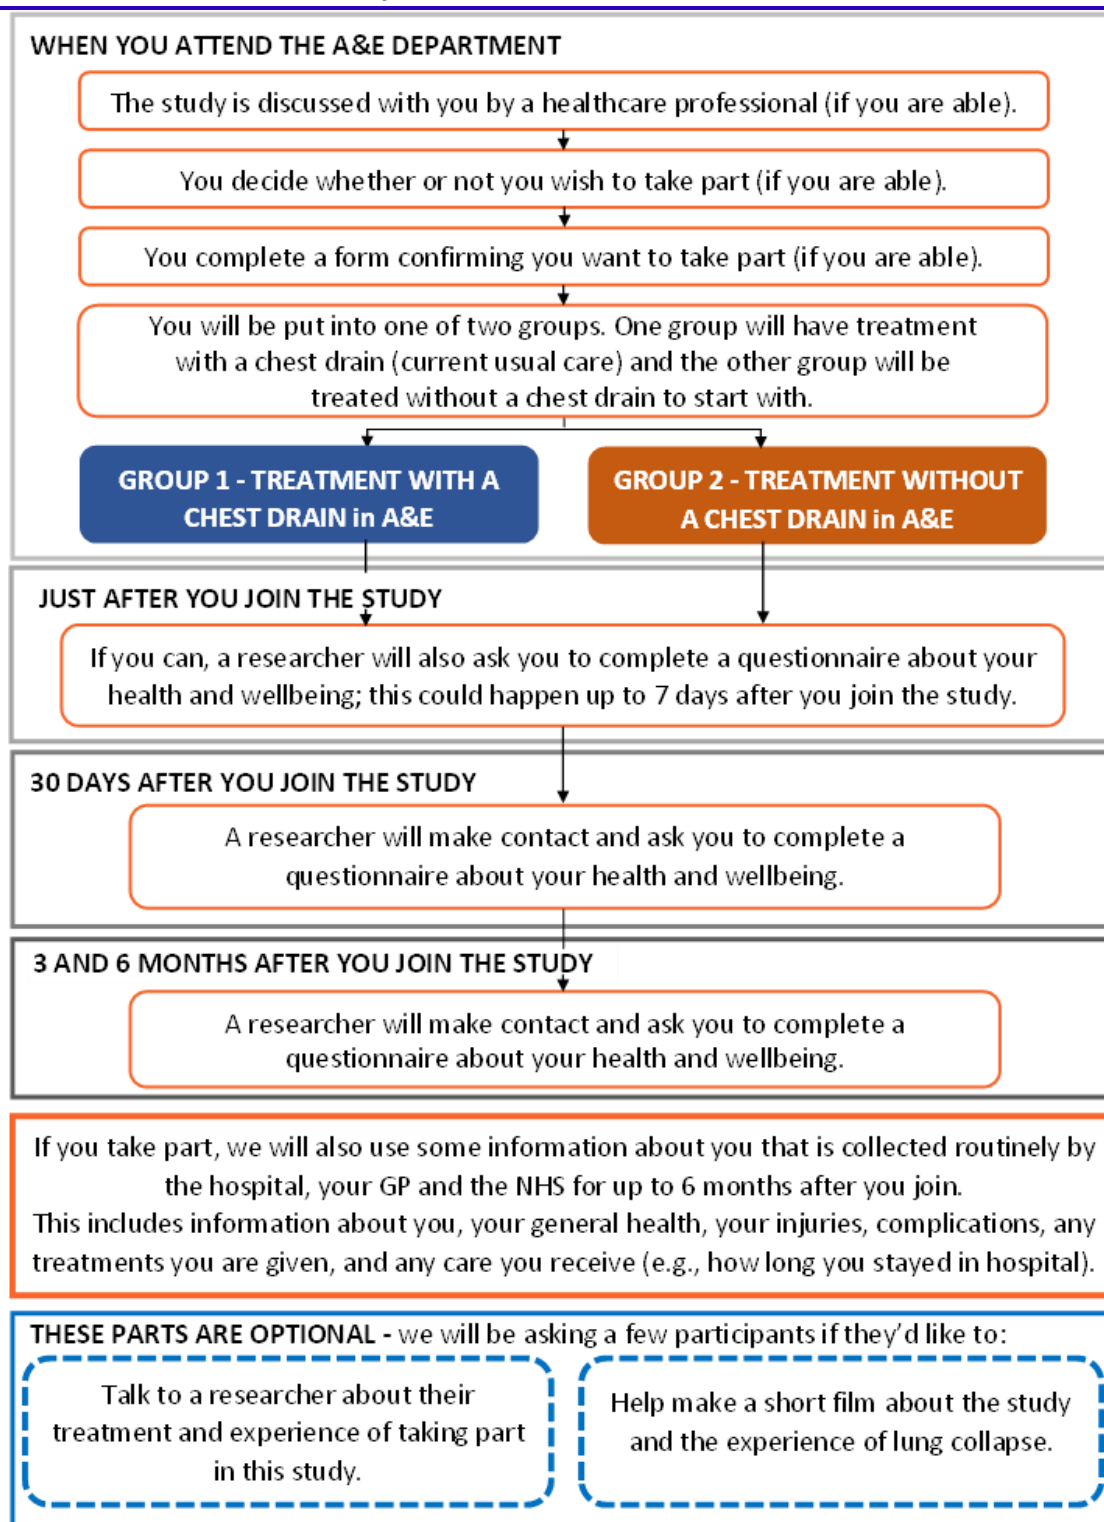 WHEN YOU ATTEND THE A&E DEPARTMENT
The study is discussed with you by a healthcare professional (if you are able).
You decide whether or not you wish to take part (if you are able).
You complete a form confirming you want to take part (if you are able).
You will be put into one of two groups. One group will have treatment
with a chest drain (current usual care) and the other group will be
treated without a chest drain to start with.
GROUP 1 - TREATMENT WITH A
CHEST DRAIN in A&E
GROUP 2 - TREATMENT WITHOUT
A CHEST DRAIN in A&E
JUST AFTER YOU JOIN THE STUDY
If you can, a researcher will also ask you to complete a questionnaire about your
health and wellbeing; this could happen up to 7 days after you join the study.
30 DAYS AFTER YOU JOIN THE STUDY
A researcher will make contact and ask you to complete a
questionnaire about your health and wellbeing.
3 AND 6 MONTHS AFTER YOU JOIN THE STUDY
A researcher will make contact and ask you to complete a
questionnaire about your health and wellbeing.
If you take part, we will also use some information about you that is collected routinely by
the hospital, your GP and the NHS for up to 6 months after you join.
This includes information about you, your general health, your injuries, complications, any
treatments you are given, and any care you receive (e.g., how long you stayed in hospital).
THESE PARTS ARE OPTIONAL - we will be asking a few participants if they'd like to:
Talk to a researcher about their
treatment and experience of taking part
in this study.
Help make a short film about the study
and the experience of lung collapse.